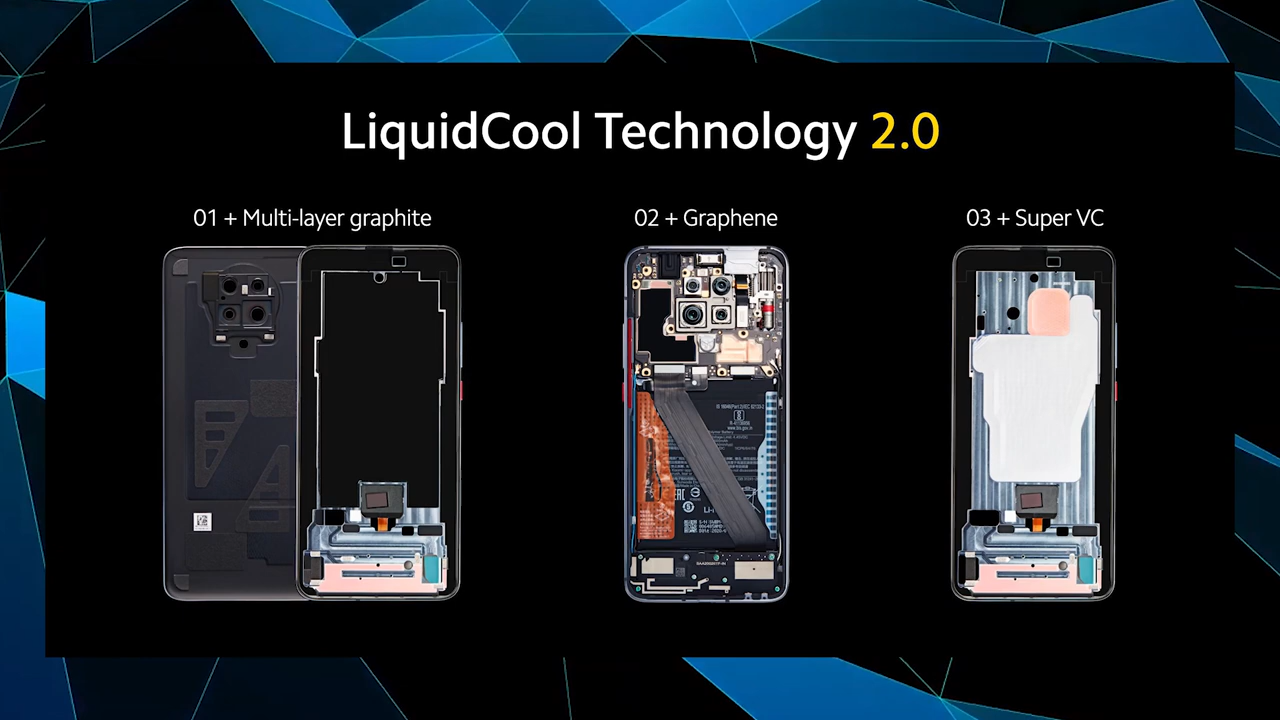 LiquidCool Technology 2.0
01 + Multi-layer graphite
02 + Graphene
03 + Super VC